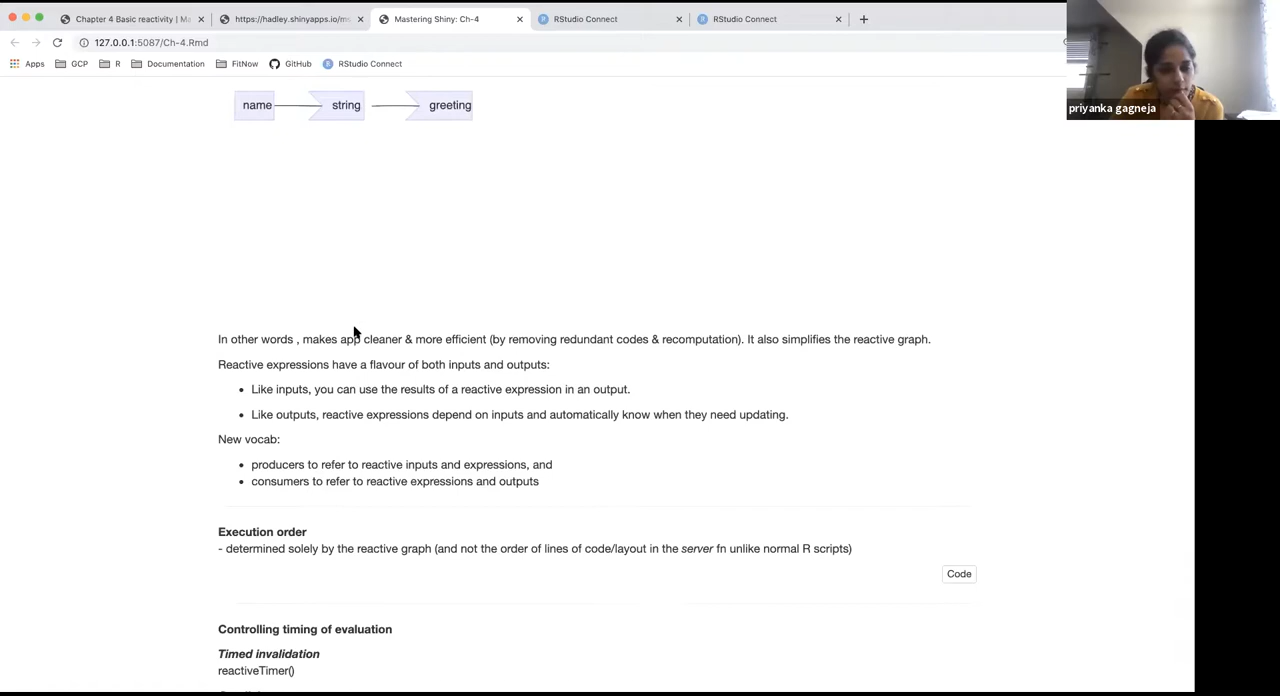 Chapter 4 Basic reactivity | Ma
https://hadley.shinyapps.io/ms
Mastering Shiny: Ch-4
RStudio Connect
RStudio Connect
127.0.0.1:5087/Ch-4.Rmd
Apps
GCP
R
Documentation
FitNow
GitHub
RStudio Connect
priyanka gagneja
name
string
greeting
In other words , makes app cleaner & more efficient (by removing redundant codes & recomputation). It also simplifies the reactive graph.
Reactive expressions have a flavour of both inputs and outputs:
• Like inputs, you can use the results of a reactive expression in an output.
• Like outputs, reactive expressions depend on inputs and automatically know when they need updating.
New vocab:
• producers to refer to reactive inputs and expressions, and
• consumers to refer to reactive expressions and outputs
Execution order
- determined solely by the reactive graph (and not the order of lines of code/layout in the server fn unlike normal R scripts)
Code
Controlling timing of evaluation
Timed invalidation
reactiveTimer()